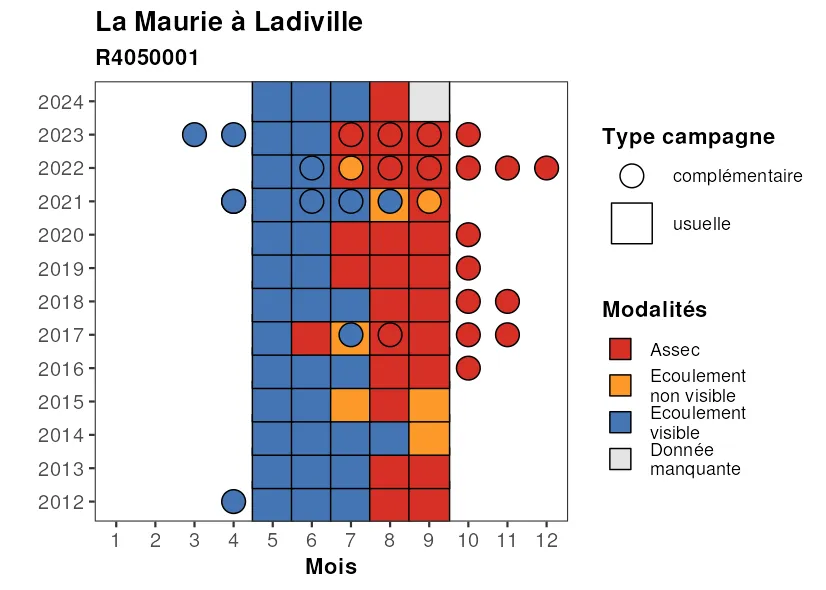 La Maurie à Ladiville
R4050001
2024
2023
2022
2021
2020
2019
2018
2017
2016
2015
2014
2013
2012
1 2 3 4 5 6 7 8 9 10 11 12
Mois
Type campagne
complémentaire
usuelle
Modalités
Assec
Ecoulement
non visible
Ecoulement
visible
Donnée
manquante